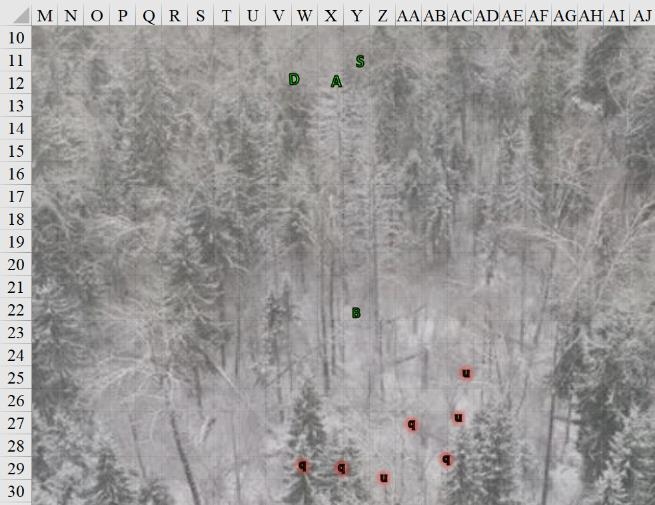 M N O P Q R S T U V W X Y Z AA AB AC AD AE AF AG AH AI AJ
10
11 S
12 D A
13
14
15
16
17
18
19
20
21
22 B
23
24
25 u
26
27 q u
28
29 q q q
30 u